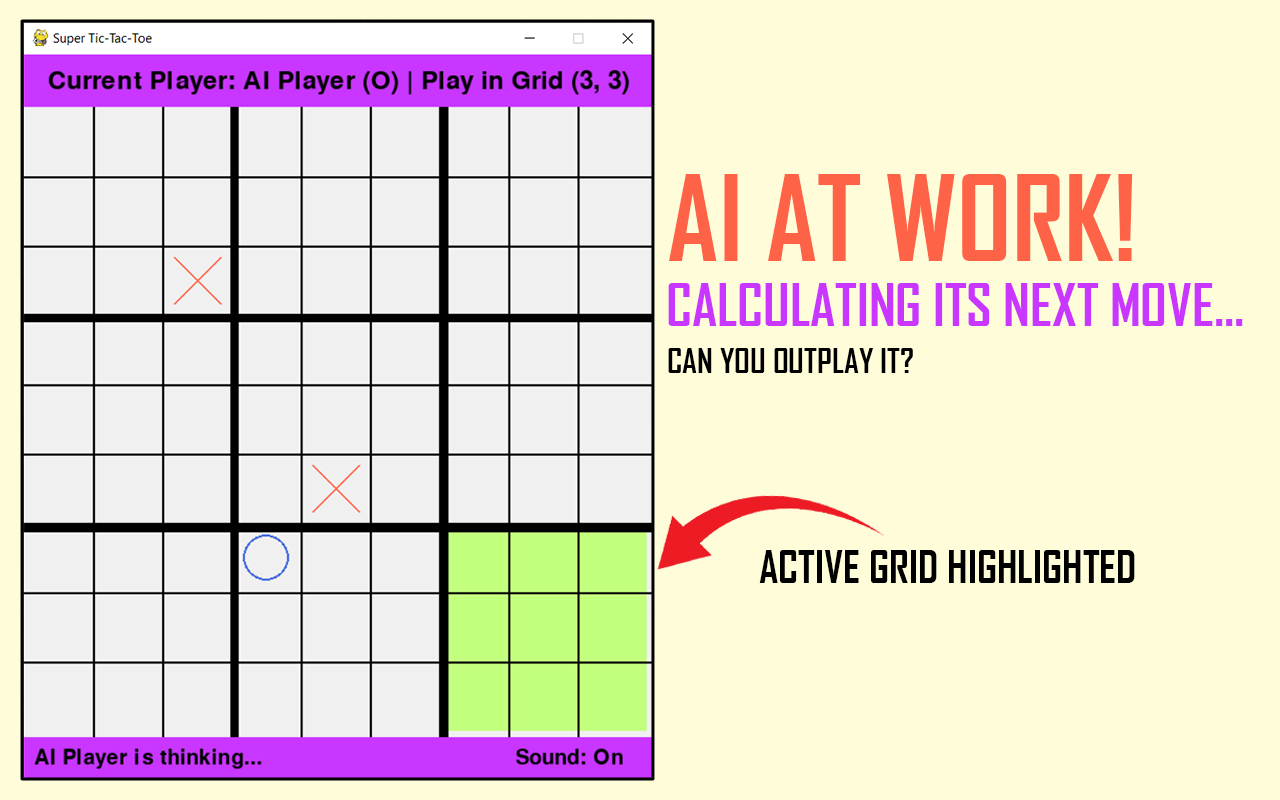 Super Tic-Tac-Toe
Current Player: AI Player (O) | Play in Grid (3, 3)
AI AT WORK!
CALCULATING ITS NEXT MOVE...
CAN YOU OUTPLAY IT?
ACTIVE GRID HIGHLIGHTED
AI Player is thinking...
Sound: On